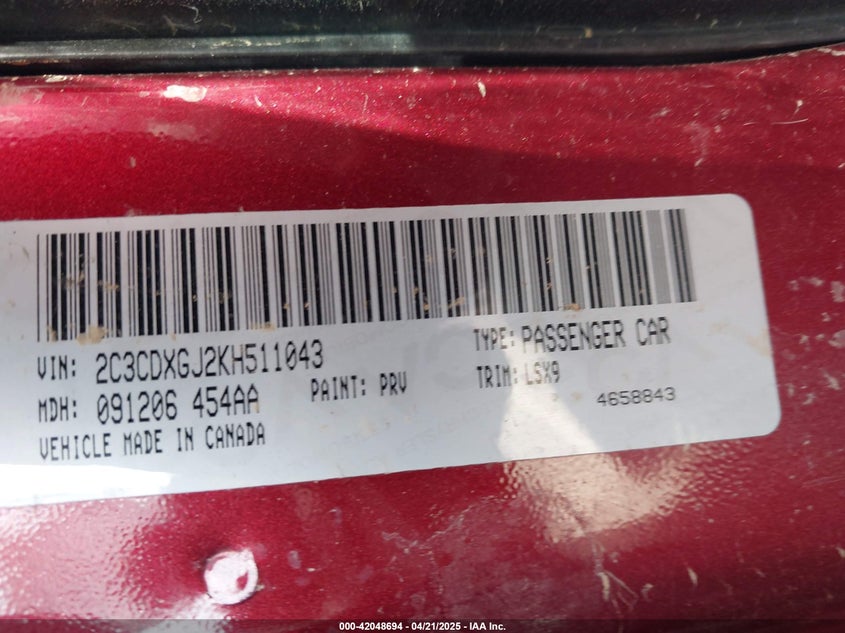 VIN: 2C3CDXGJ2KH511043
TYPE: PASSENGER CAR
MDH: 091206 454AA
PAINT: PRV
TRIM: LSX9
4658843
VEHICLE MADE IN CANADA
000-42048694 - 04/21/2025 - IAA Inc.